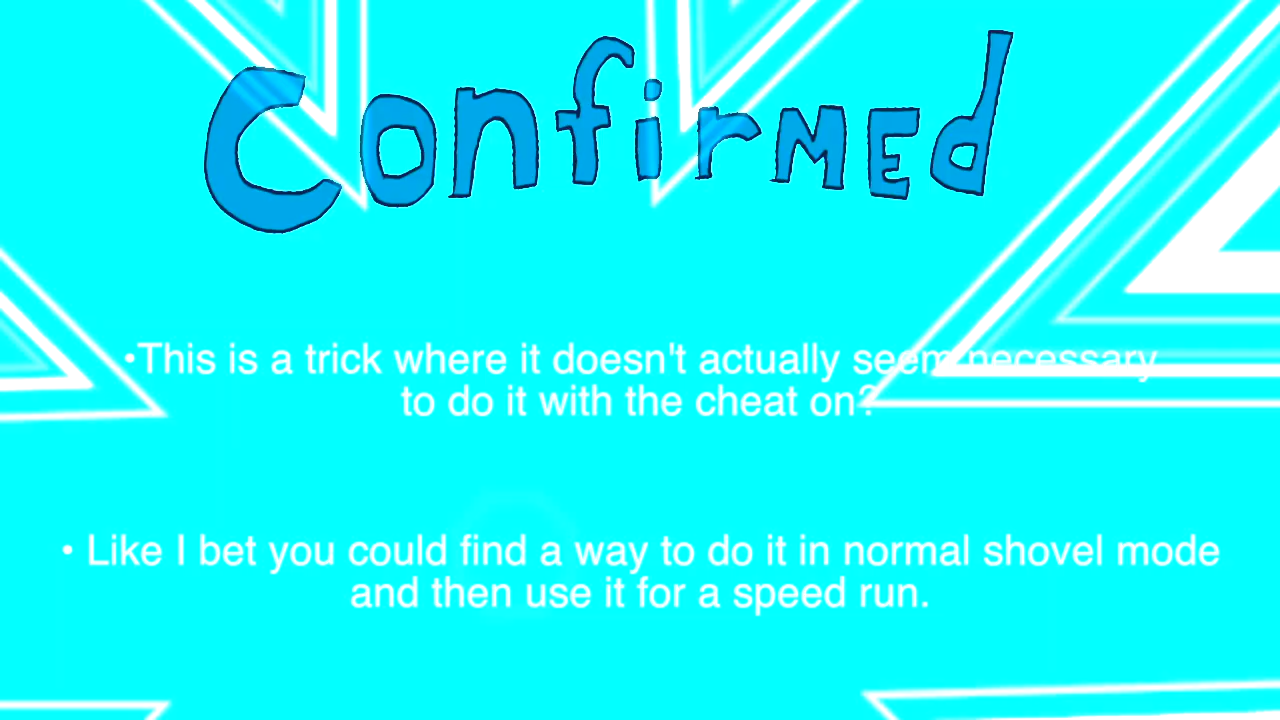 ConfirMEd
•This is a trick where it doesn't actually seem necessary
to do it with the cheat on?
• Like I bet you could find a way to do it in normal shovel mode
and then use it for a speed run.